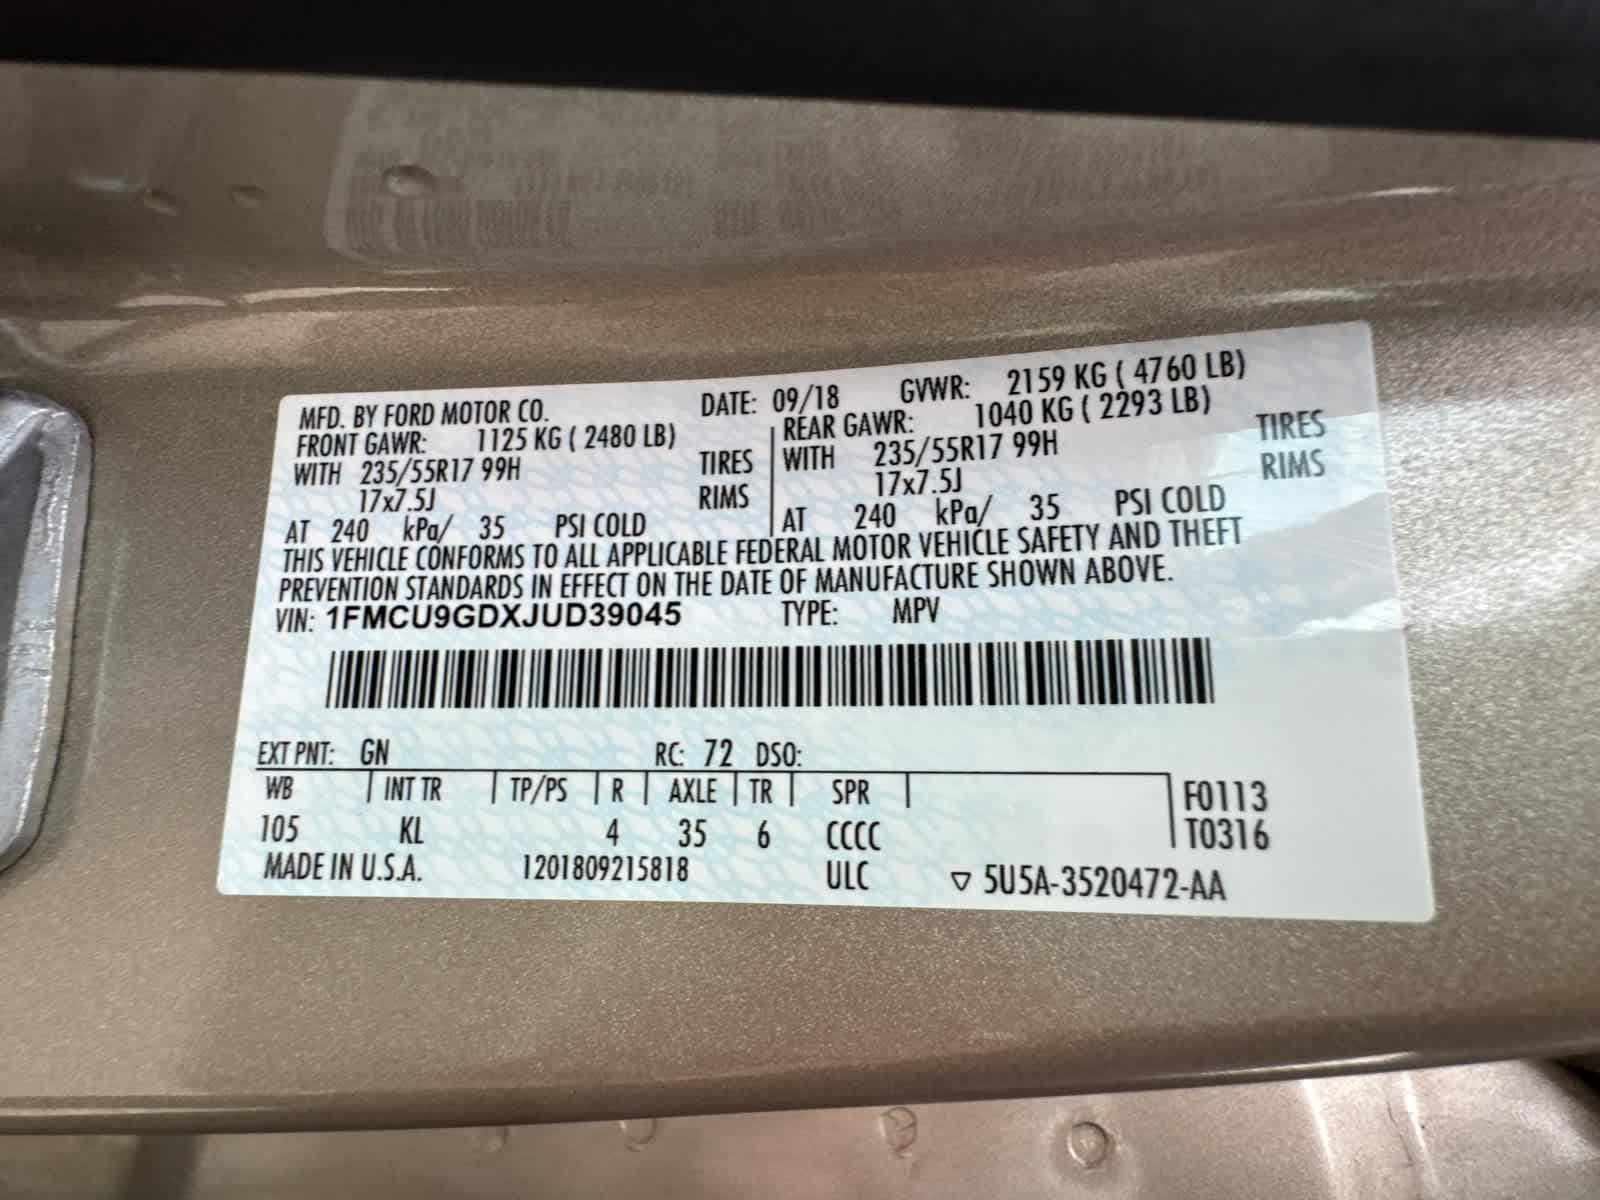 MFD. BY FORD MOTOR CO. DATE: 09/18 GVWR: 2159 KG ( 4760 LB)
FRONT GAWR: 1125 KG ( 2480 LB) REAR GAWR: 1040 KG ( 2293 LB)
WITH 235/55R17 99H TIRES WITH 235/55R17 99H TIRES
17x7.5J RIMS 17x7.5J RIMS
AT 240 kPa/ 35 PSI COLD AT 240 kPa/ 35 PSI COLD
THIS VEHICLE CONFORMS TO ALL APPLICABLE FEDERAL MOTOR VEHICLE SAFETY AND THEFT
PREVENTION STANDARDS IN EFFECT ON THE DATE OF MANUFACTURE SHOWN ABOVE.
VIN: 1FMCU9GDXJUD39045 TYPE: MPV
EXT PNT: GN RC: 72 DSO:
WB INT TR TP/PS R AXLE TR SPR F0113
105 KL 4 35 6 CCCC T0316
MADE IN U.S.A. 1201809215818 ULC ▽ 5U5A-3520472-AA